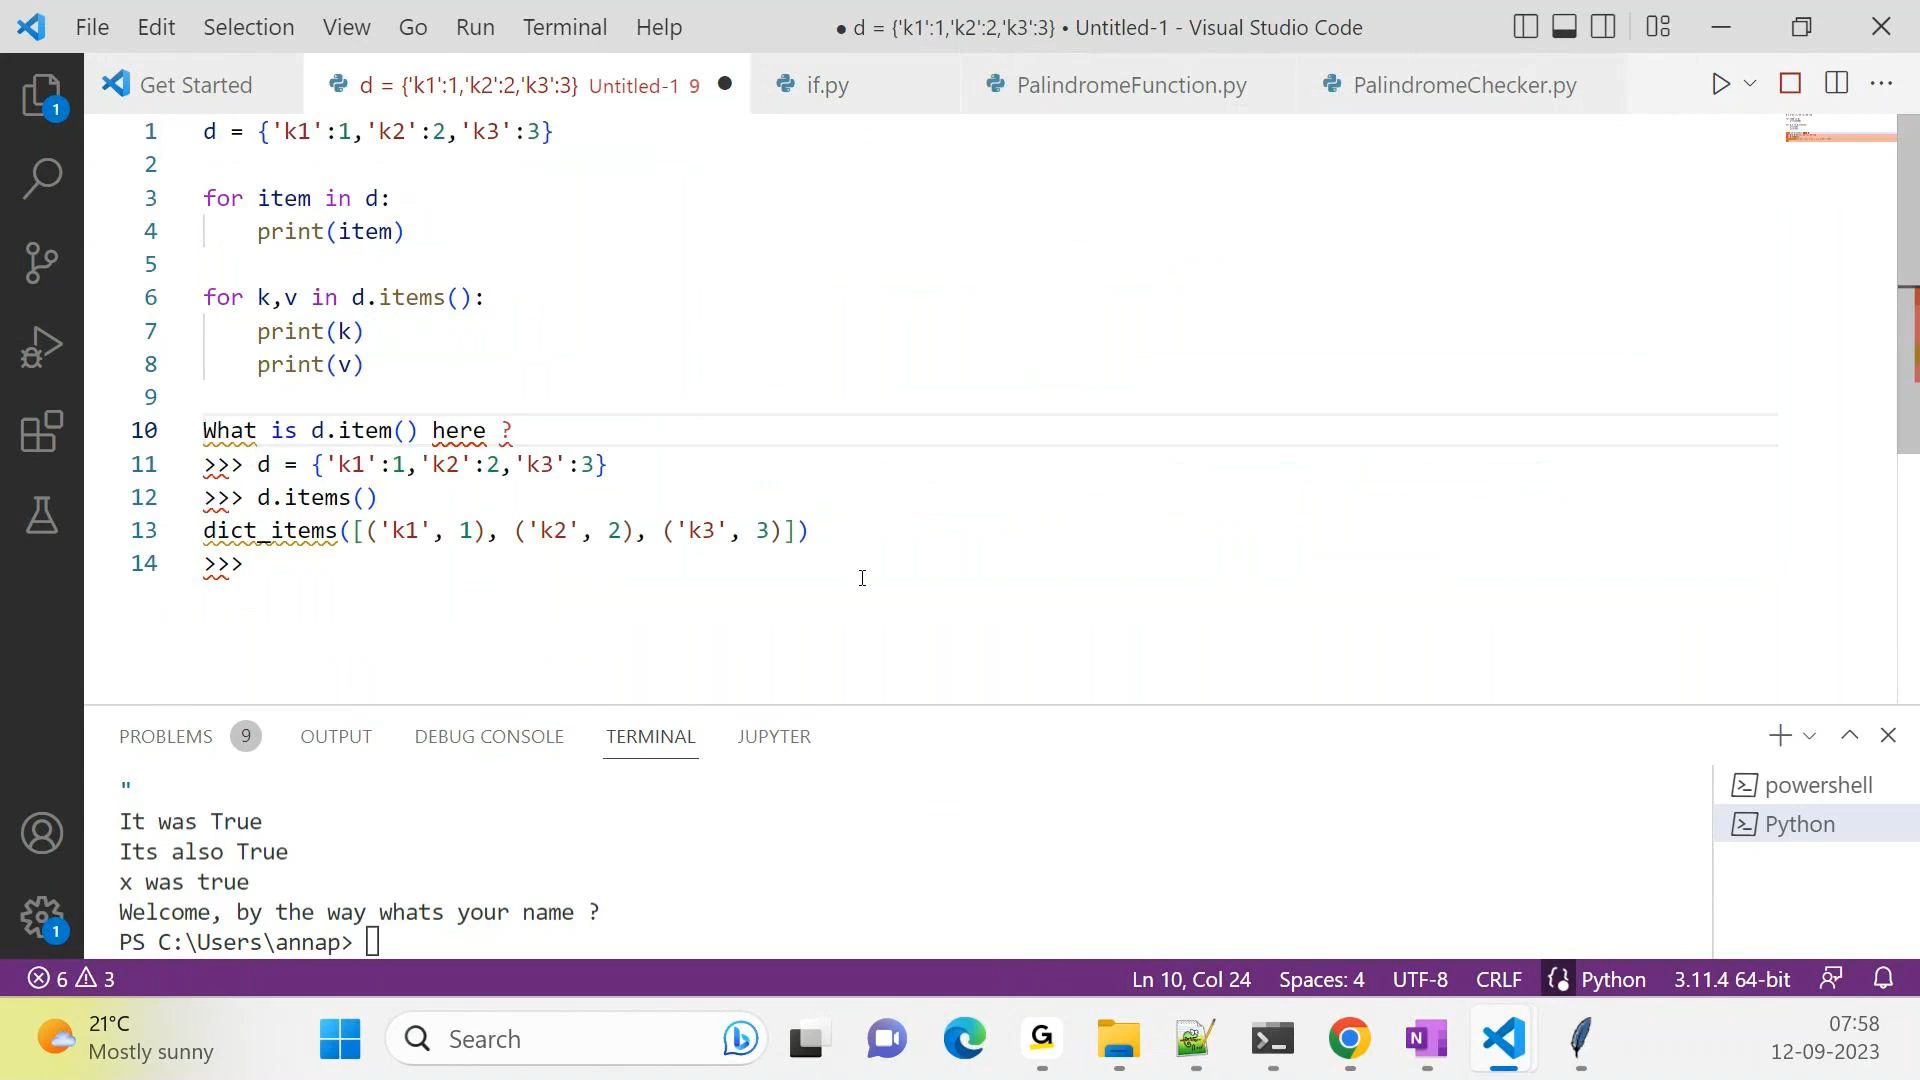 File Edit Selection View Go Run Terminal Help ● d = {'k1':1,'k2':2,'k3':3} • Untitled-1 - Visual Studio Code
Get Started d = {'k1':1,'k2':2,'k3':3} Untitled-1 9 if.py PalindromeFunction.py PalindromeChecker.py
1 d = {'k1':1,'k2':2,'k3':3}
2
3 for item in d:
4 print(item)
5
6 for k,v in d.items():
7 print(k)
8 print(v)
9
10 What is d.item() here ?
11 >>> d = {'k1':1,'k2':2,'k3':3}
12 >>> d.items()
13 dict_items([('k1', 1), ('k2', 2), ('k3', 3)])
14 >>>
PROBLEMS 9 OUTPUT DEBUG CONSOLE TERMINAL JUPYTER
"
It was True
Its also True
x was true
Welcome, by the way whats your name ?
PS C:\Users\annap>
powershell
Python
1
1
6 3 Ln 10, Col 24 Spaces: 4 UTF-8 CRLF Python 3.11.4 64-bit
21°C
Mostly sunny
Search
G
N
07:58
12-09-2023